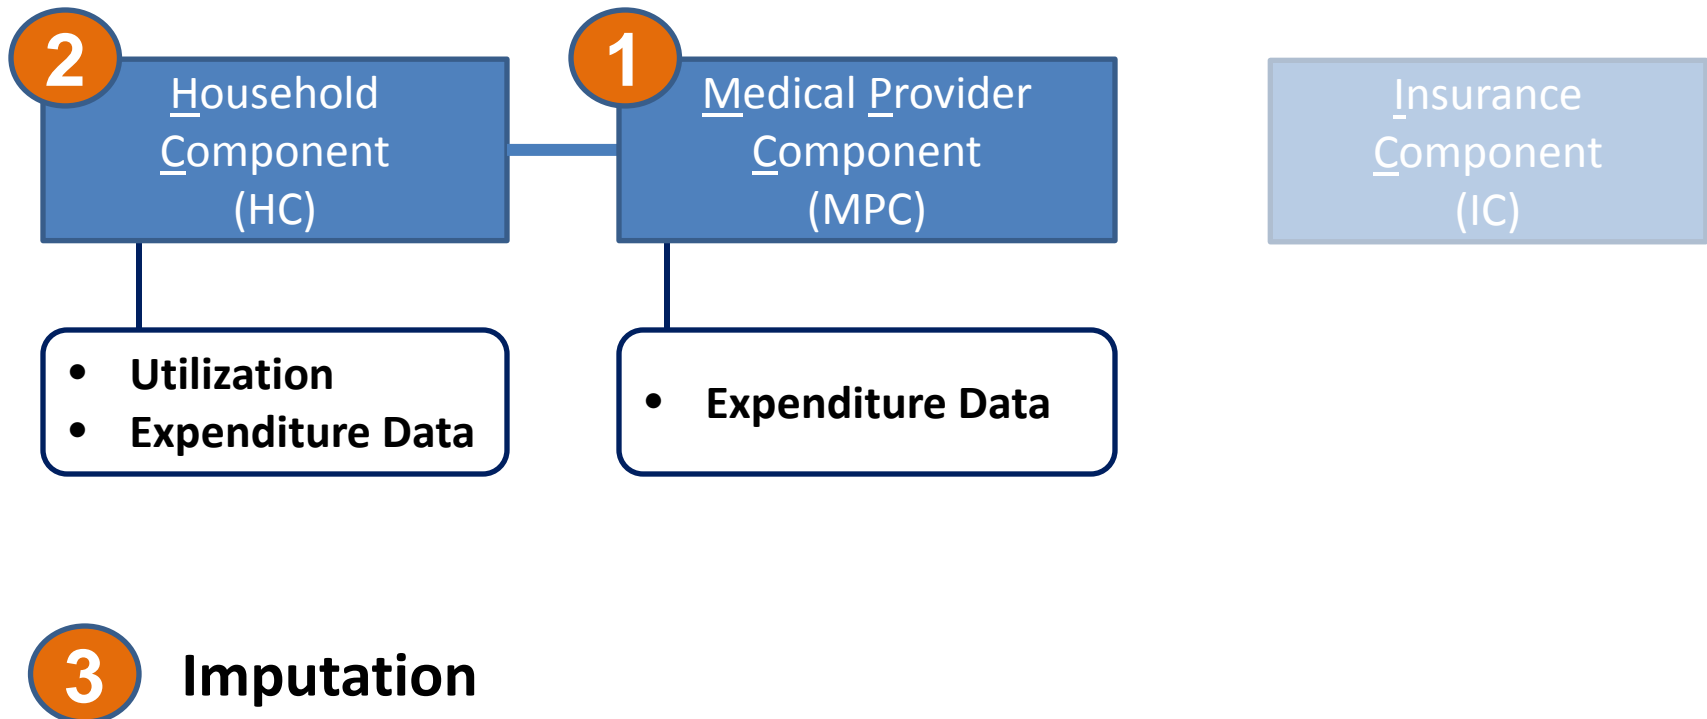 2
Household
Component
(HC)
1
Medical Provider
Component
(MPC)
Insurance
Component
(IC)
• Utilization
• Expenditure Data
• Expenditure Data
3 Imputation